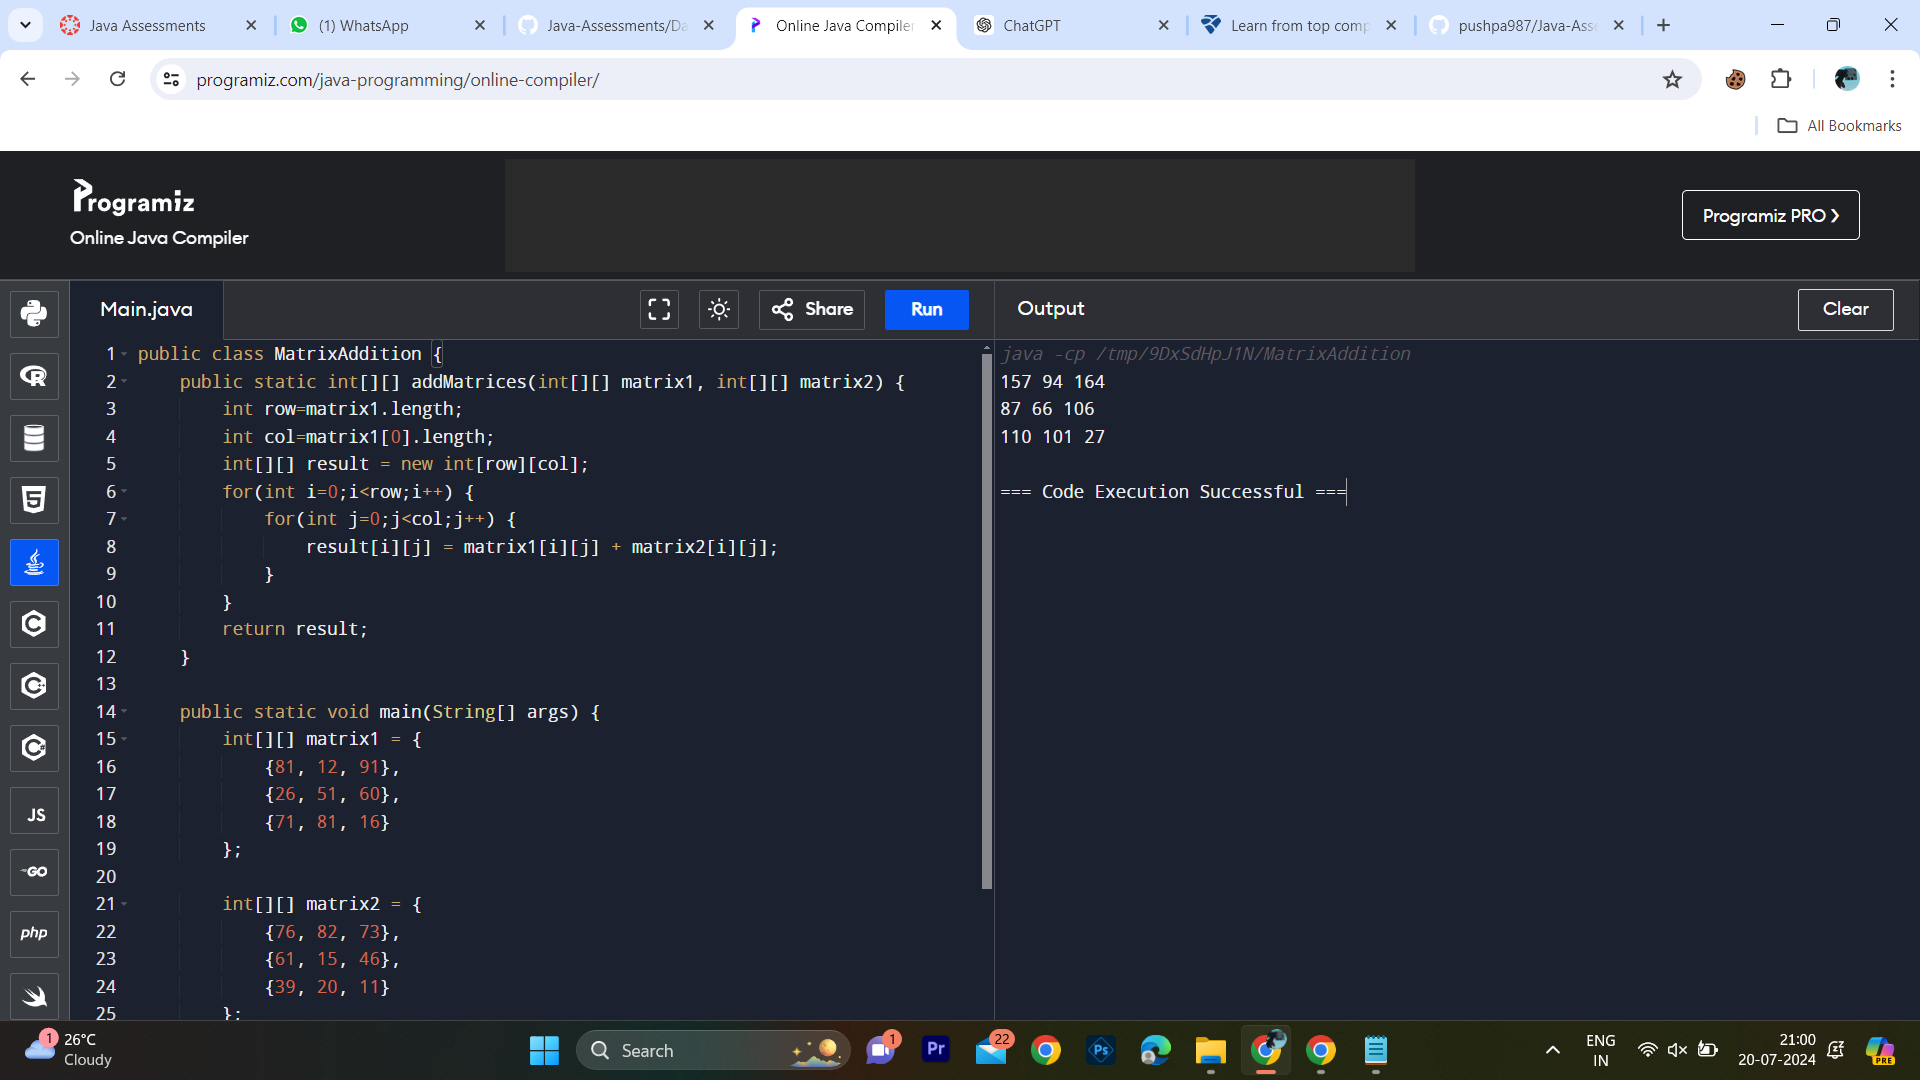 Java Assessments
(1) WhatsApp
Java-Assessments/Da
Online Java Compiler
ChatGPT
Learn from top comp
pushpa987/Java-Ass
programiz.com/java-programming/online-compiler/
All Bookmarks
Programiz
Online Java Compiler
Programiz PRO
Main.java
Share
Run
Output
Clear
1 public class MatrixAddition {
2 public static int[][] addMatrices(int[][] matrix1, int[][] matrix2) {
3 int row=matrix1.length;
4 int col=matrix1[0].length;
5 int[][] result = new int[row][col];
6 for(int i=0;i<row;i++) {
7 for(int j=0;j<col;j++) {
8 result[i][j] = matrix1[i][j] + matrix2[i][j];
9 }
10 }
11 return result;
12 }
13
14 public static void main(String[] args) {
15 int[][] matrix1 = {
16 {81, 12, 91},
17 {26, 51, 60},
18 {71, 81, 16}
19 };
20
21 int[][] matrix2 = {
22 {76, 82, 73},
23 {61, 15, 46},
24 {39, 20, 11}
25 };
java -cp /tmp/9DxSdHpJ1N/MatrixAddition
157 94 164
87 66 106
110 101 27
=== Code Execution Successful ===
R
5
C
C
C
JS
GO
php
1
26°C
Cloudy
Search
1
Pr
22
Ps
ENG
IN
21:00
20-07-2024
PRE